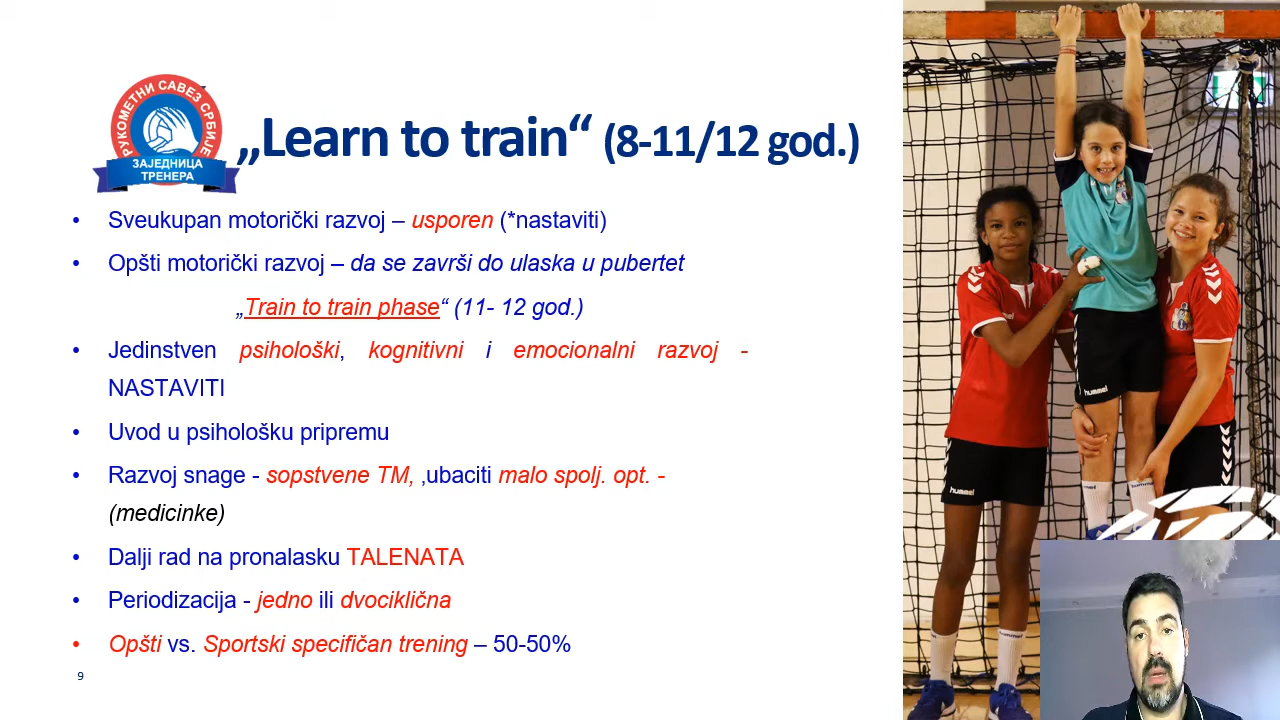 РУКОМЕТНИ САВЕЗ СРБИЈЕ
ЗАЈЕДНИЦА
ТРЕНЕРА
„Learn to train“ (8-11/12 god.)
• Sveukupan motorički razvoj – usporen (*nastaviti)
• Opšti motorički razvoj – da se završi do ulaska u pubertet
„Train to train phase“ (11- 12 god.)
• Jedinstven psihološki, kognitivni i emocionalni razvoj -
NASTAVITI
• Uvod u psihološku pripremu
• Razvoj snage - sopstvene TM, ,ubaciti malo spolj. opt. -
(medicinke)
• Dalji rad na pronalasku TALENATA
• Periodizacija - jedno ili dvociklična
• Opšti vs. Sportski specifičan trening – 50-50%
9
hummel
hummel
hummel
hummel
hummel